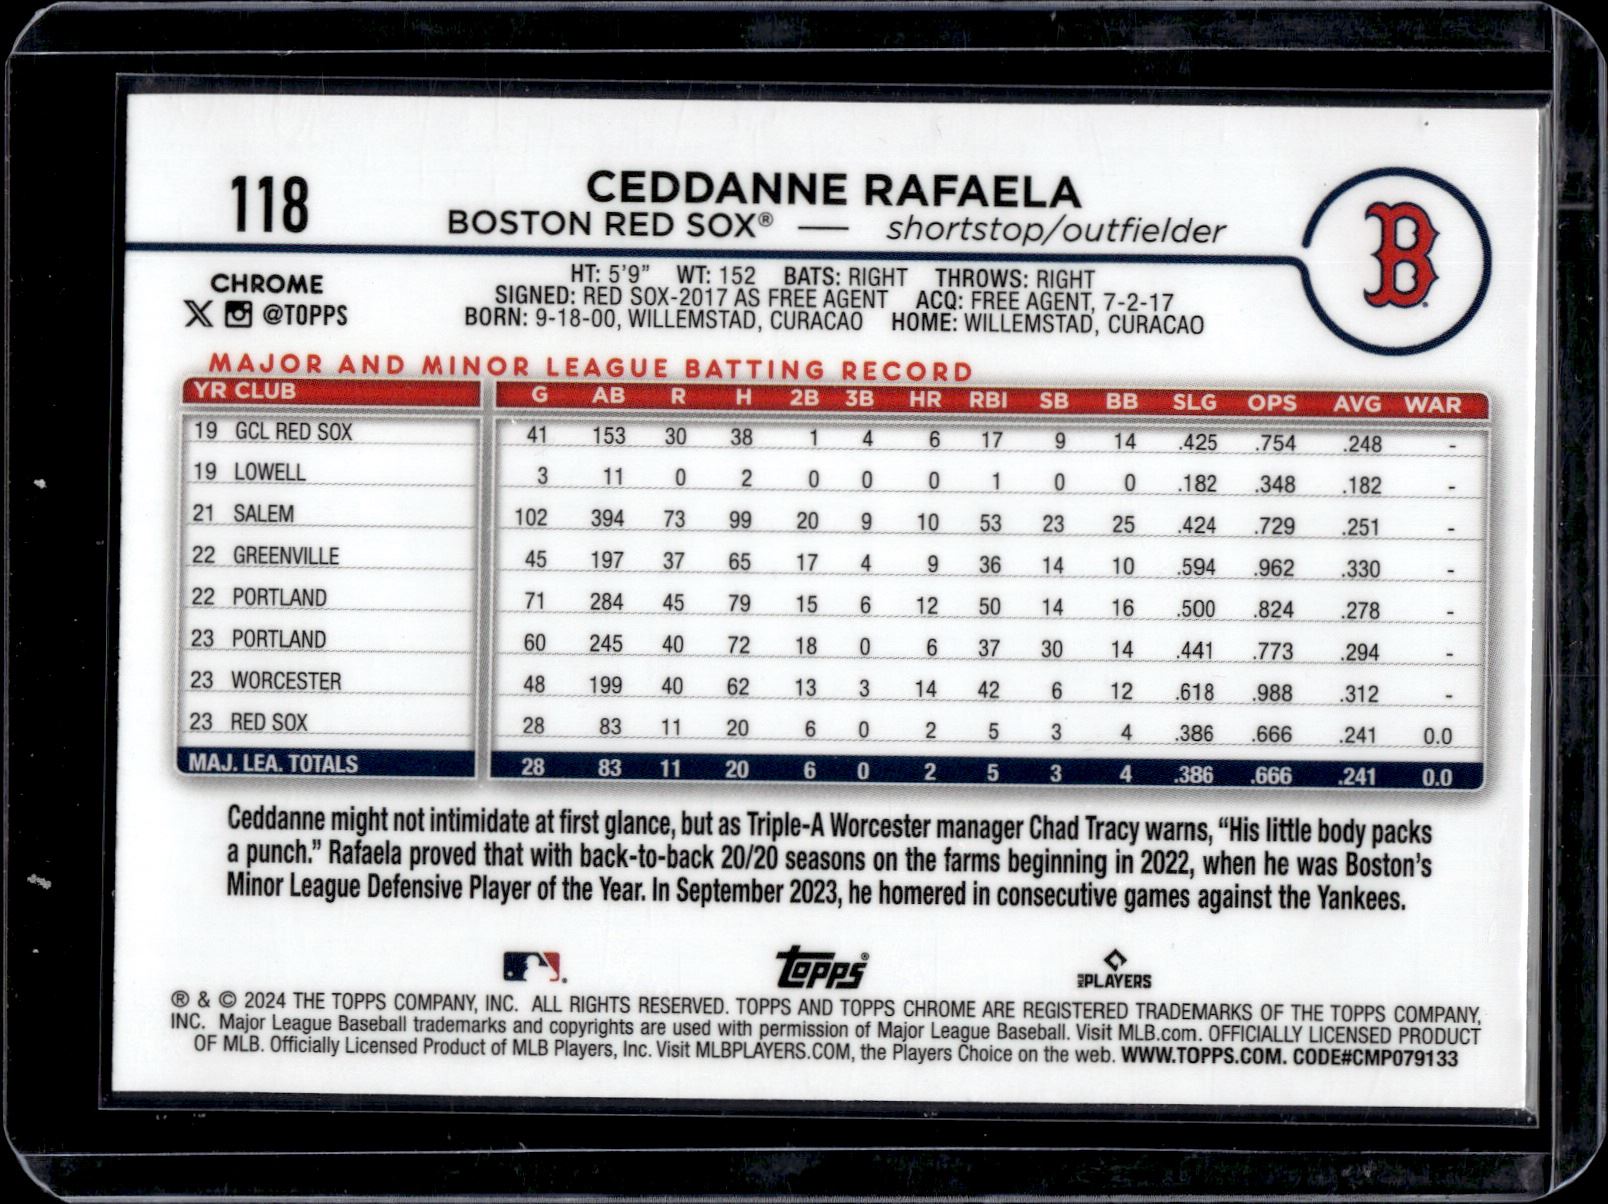 118
CEDDANNE RAFAELA
BOSTON RED SOX® — shortstop/outfielder
B
CHROME
X @TOPPS
HT: 5'9" WT: 152 BATS: RIGHT THROWS: RIGHT
SIGNED: RED SOX-2017 AS FREE AGENT ACQ: FREE AGENT, 7-2-17
BORN: 9-18-00, WILLEMSTAD, CURACAO HOME: WILLEMSTAD, CURACAO
MAJOR AND MINOR LEAGUE BATTING RECORD
YR CLUB G AB R H 2B 3B HR RBI SB BB SLG OPS AVG WAR
19 GCL RED SOX 41 153 30 38 1 4 6 17 9 14 .425 .754 .248 -
19 LOWELL 3 11 0 2 0 0 0 1 0 0 .182 .348 .182 -
21 SALEM 102 394 73 99 20 9 10 53 23 25 .424 .729 .251 -
22 GREENVILLE 45 197 37 65 17 4 9 36 14 10 .594 .962 .330 -
22 PORTLAND 71 284 45 79 15 6 12 50 14 16 .500 .824 .278 -
23 PORTLAND 60 245 40 72 18 0 6 37 30 14 .441 .773 .294 -
23 WORCESTER 48 199 40 62 13 3 14 42 6 12 .618 .988 .312 -
23 RED SOX 28 83 11 20 6 0 2 5 3 4 .386 .666 .241 0.0
MAJ. LEA. TOTALS 28 83 11 20 6 0 2 5 3 4 .386 .666 .241 0.0
Ceddanne might not intimidate at first glance, but as Triple-A Worcester manager Chad Tracy warns, “His little body packs
a punch.” Rafaela proved that with back-to-back 20/20 seasons on the farms beginning in 2022, when he was Boston’s
Minor League Defensive Player of the Year. In September 2023, he homered in consecutive games against the Yankees.
Topps®
MLB PLAYERS
® & © 2024 THE TOPPS COMPANY, INC. ALL RIGHTS RESERVED. TOPPS AND TOPPS CHROME ARE REGISTERED TRADEMARKS OF THE TOPPS COMPANY,
INC. Major League Baseball trademarks and copyrights are used with permission of Major League Baseball. Visit MLB.com. OFFICIALLY LICENSED PRODUCT
OF MLB. Officially Licensed Product of MLB Players, Inc. Visit MLBPLAYERS.COM, the Players Choice on the web. WWW.TOPPS.COM. CODE#CMP079133